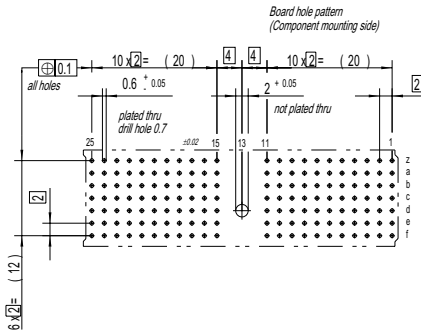 Board hole pattern
(Component mounting side)
10 x 2 = ( 20 )
4
4
10 x 2 = ( 20 )
⌖ 0.1
all holes
0.6 ± 0.05
2 + 0.05
2
not plated thru
plated thru
drill hole 0.7
±0.02
25
15
13
11
1
z
a
b
c
d
e
f
2
6 x 2 = ( 12 )